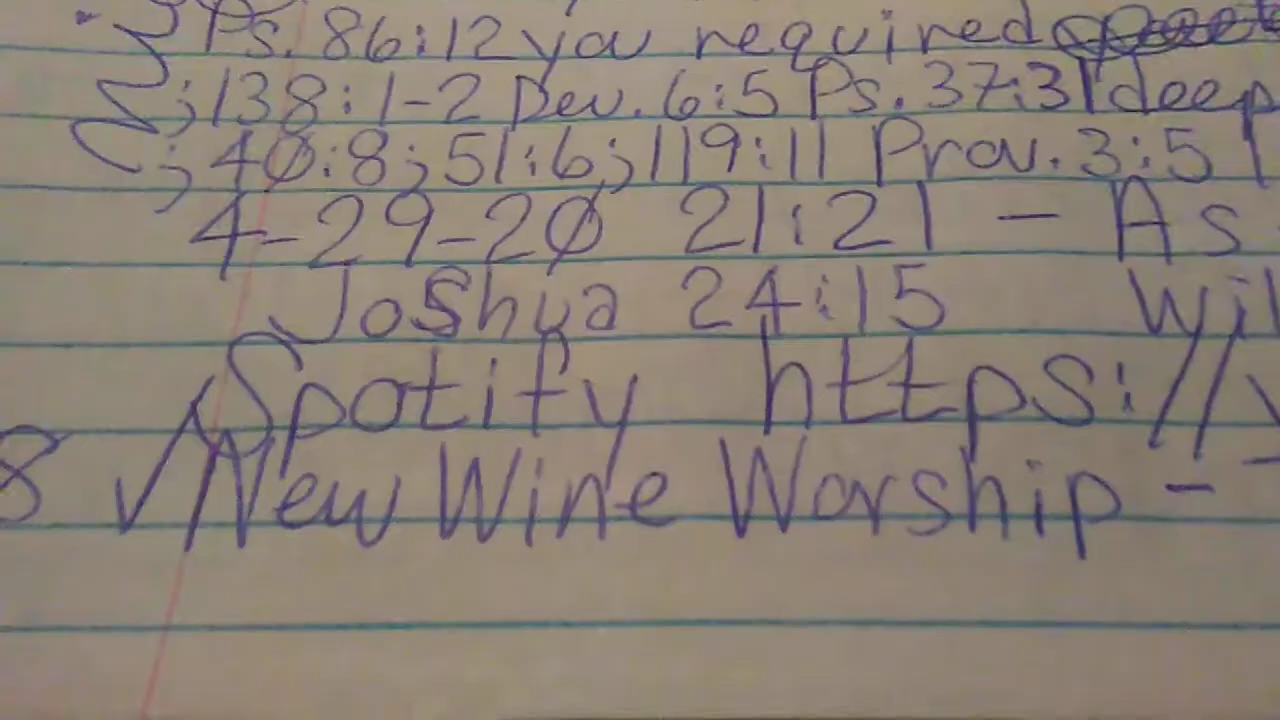 Ps. 86:12 you required
;138:1-2 Deu. 6:5 Ps. 37:31 deep
;40:8;51:6;119:11 Prov. 3:5
4-29-20 21:21 - As
Joshua 24:15 Wil
Spotify https://
8 √New Wine Worship -